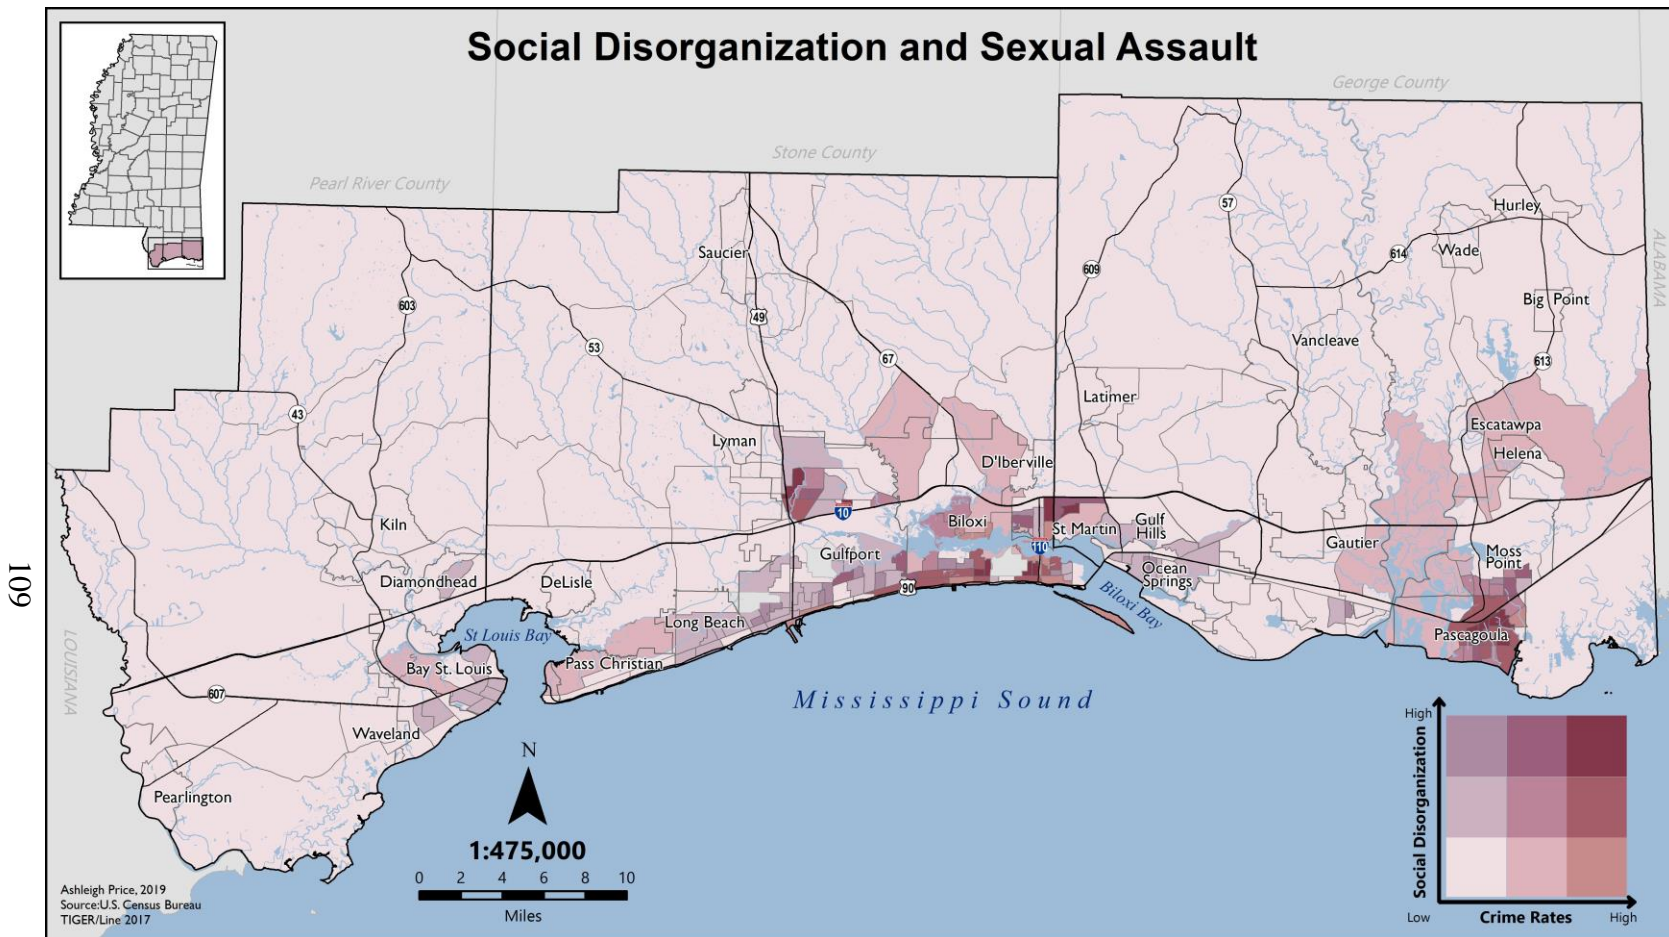 Social Disorganization and Sexual Assault
George County
Stone County
Pearl River County
ALABAMA
LOUISIANA
Hurley
Wade
Big Point
Saucier
Vancleave
Latimer
Lyman
Escatawpa
Helena
D'Iberville
Kiln
Biloxi
St Martin
Gulf
Hills
Gautier
Gulfport
Moss
Point
Diamondhead
DeLisle
Ocean
Springs
Long Beach
Pascagoula
Pass Christian
Bay St. Louis
Waveland
Pearlington
St Louis Bay
Biloxi Bay
Mississippi Sound
57
614
609
603
49
53
67
613
43
10
110
90
607
N
1:475,000
0 2 4 6 8 10
Miles
High
Social Disorganization
Low
Crime Rates
High
Ashleigh Price, 2019
Source:U.S. Census Bureau
TIGER/Line 2017
109